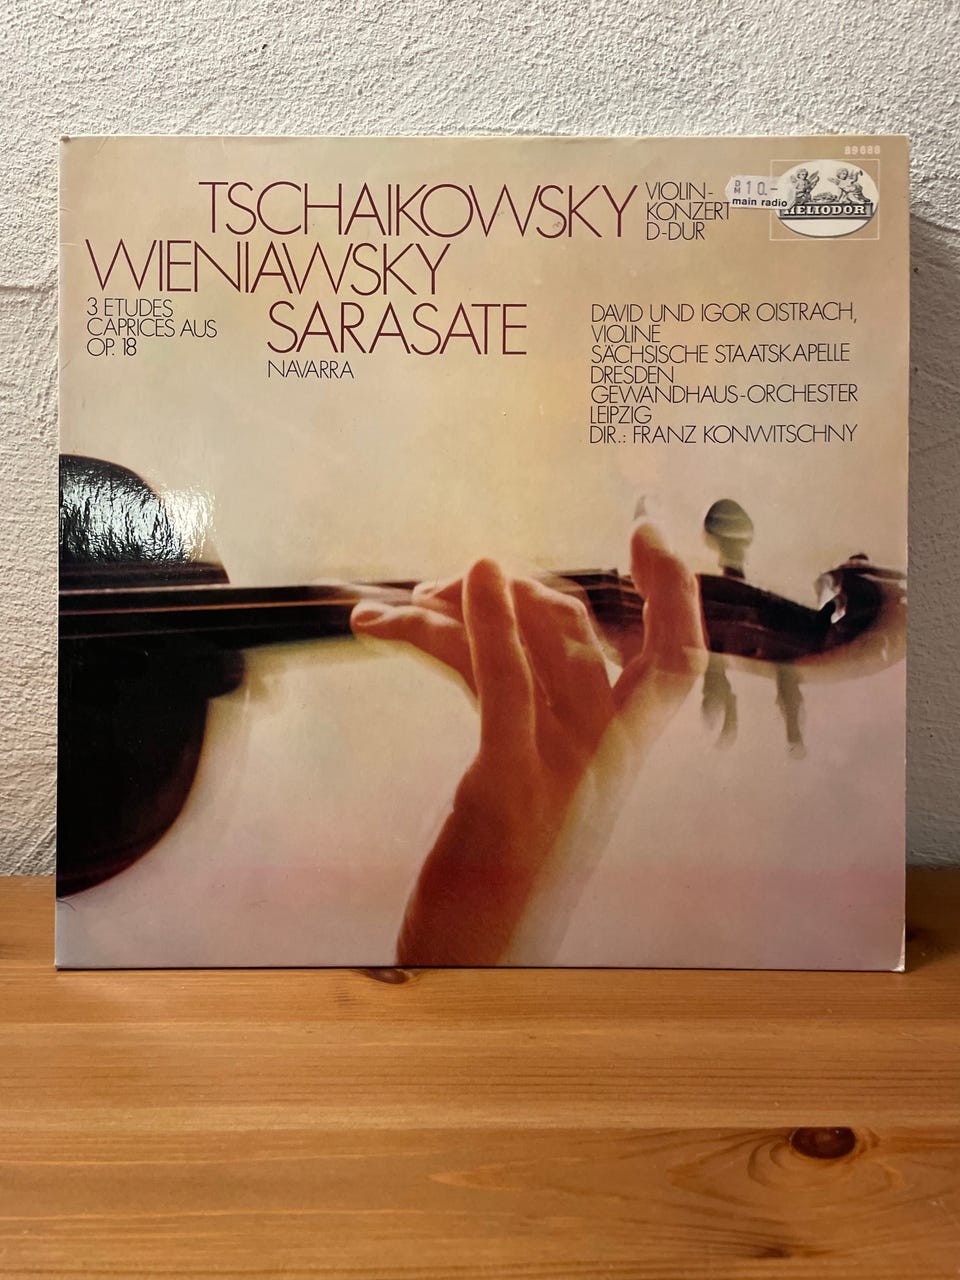 89688
TSCHAIKOWSKY
VIOLIN-
KONZERT
D-DUR
DM 10.-
main radio
HELIODOR
WIENIAWSKY
3 ETUDES
CAPRICES AUS
OP. 18
SARASATE
NAVARRA
DAVID UND IGOR OISTRACH,
VIOLINE
SÄCHSISCHE STAATSKAPELLE
DRESDEN
GEWANDHAUS-ORCHESTER
LEIPZIG
DIR.: FRANZ KONWITSCHNY